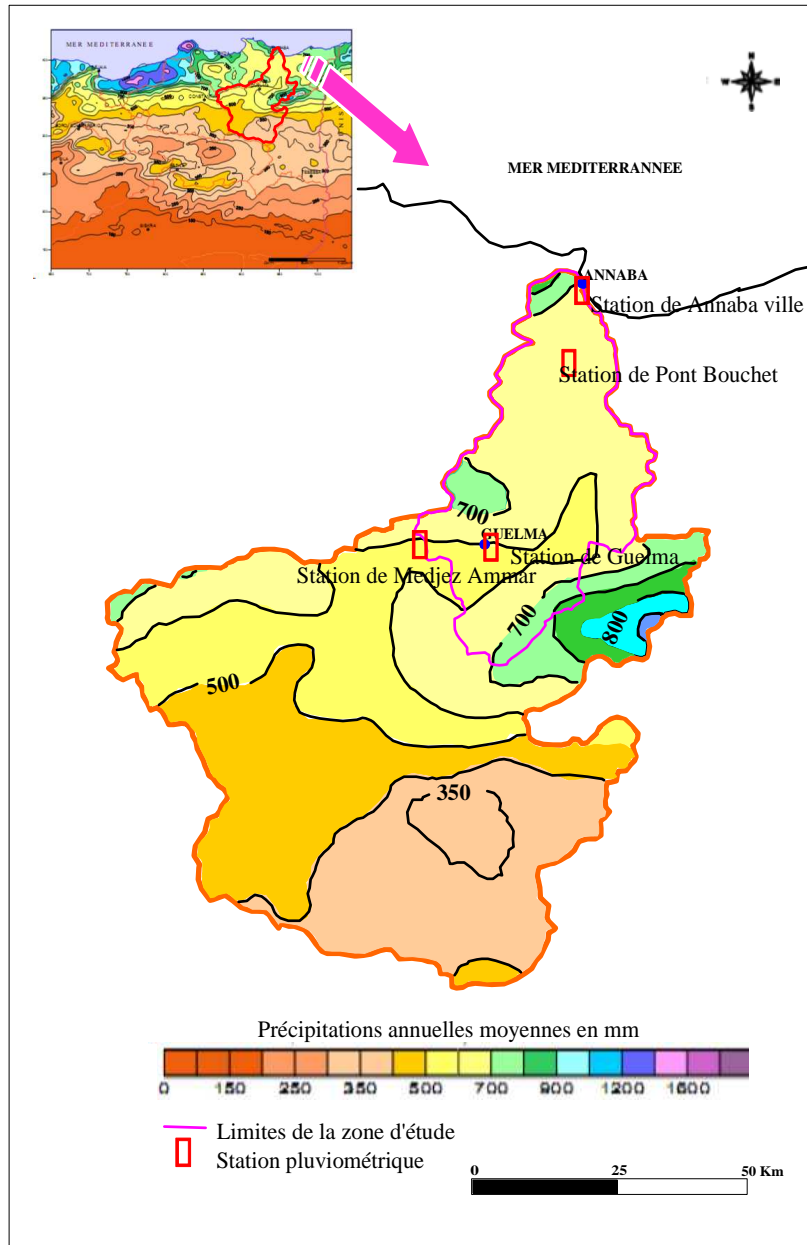 MER MEDITERRANEE
MER MEDITERRANNEE
ANNABA
Station de Annaba ville
Station de Pont Bouchet
700
GUELMA
Station de Guelma
Station de Medjez Ammar
700
800
500
350
Précipitations annuelles moyennes en mm
0 150 250 350 500 700 900 1200 1600
Limites de la zone d'étude
Station pluviométrique
0 25 50 Km